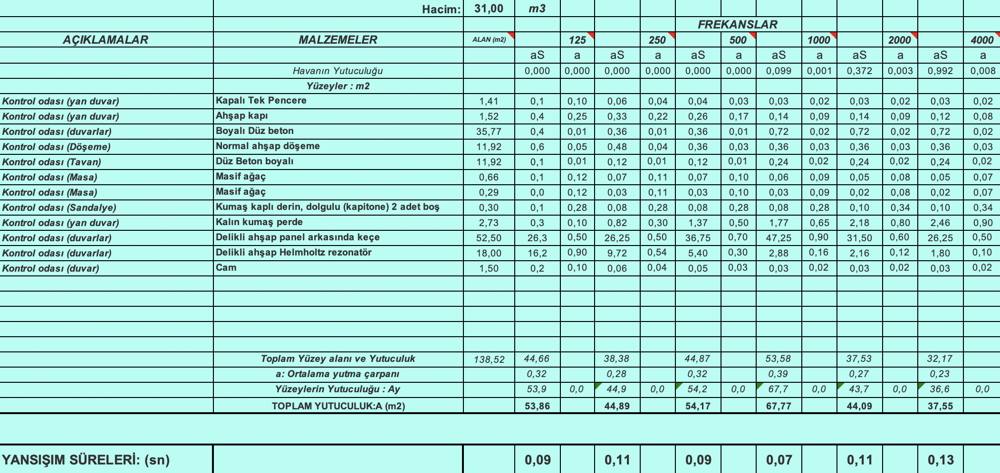 Hacim: 31,00 m3
FREKANSLAR
AÇIKLAMALAR MALZEMELER ALAN (m2) 125 250 500 1000 2000 4000
aS a aS a aS a aS a aS a aS a
Havanın Yutuculuğu 0,000 0,000 0,000 0,000 0,000 0,000 0,099 0,001 0,372 0,003 0,992 0,008
Yüzeyler : m2
Kontrol odası (yan duvar) Kapalı Tek Pencere 1,41 0,1 0,10 0,06 0,04 0,04 0,03 0,03 0,02 0,03 0,02 0,03 0,02
Kontrol odası (yan duvar) Ahşap kapı 1,52 0,4 0,25 0,33 0,22 0,26 0,17 0,14 0,09 0,14 0,09 0,12 0,08
Kontrol odası (duvarlar) Boyalı Düz beton 35,77 0,4 0,01 0,36 0,01 0,36 0,01 0,72 0,02 0,72 0,02 0,72 0,02
Kontrol odası (Döşeme) Normal ahşap döşeme 11,92 0,6 0,05 0,48 0,04 0,36 0,03 0,36 0,03 0,36 0,03 0,36 0,03
Kontrol odası (Tavan) Düz Beton boyalı 11,92 0,1 0,01 0,12 0,01 0,12 0,01 0,24 0,02 0,24 0,02 0,24 0,02
Kontrol odası (Masa) Masif ağaç 0,66 0,1 0,12 0,07 0,11 0,07 0,10 0,06 0,09 0,05 0,08 0,05 0,07
Kontrol odası (Masa) Masif ağaç 0,29 0,0 0,12 0,03 0,11 0,03 0,10 0,03 0,09 0,02 0,08 0,02 0,07
Kontrol odası (Sandalye) Kumaş kaplı derin, dolgulu (kapitone) 2 adet boş 0,30 0,1 0,28 0,08 0,28 0,08 0,28 0,08 0,28 0,10 0,34 0,10 0,34
Kontrol odası (yan duvar) Kalın kumaş perde 2,73 0,3 0,10 0,82 0,30 1,37 0,50 1,77 0,65 2,18 0,80 2,46 0,90
Kontrol odası (duvarlar) Delikli ahşap panel arkasında keçe 52,50 26,3 0,50 26,25 0,50 36,75 0,70 47,25 0,90 31,50 0,60 26,25 0,50
Kontrol odası (duvarlar) Delikli ahşap Helmholtz rezonatör 18,00 16,2 0,90 9,72 0,54 5,40 0,30 2,88 0,16 2,16 0,12 1,80 0,10
Kontrol odası (duvar) Cam 1,50 0,2 0,10 0,06 0,04 0,05 0,03 0,03 0,02 0,03 0,02 0,03 0,02
Toplam Yüzey alanı ve Yutuculuk 138,52 44,66 38,38 44,87 53,58 37,53 32,17
a: Ortalama yutma çarpanı 0,32 0,28 0,32 0,39 0,27 0,23
Yüzeylerin Yutuculuğu : Ay 53,9 0,0 44,9 0,0 54,2 0,0 67,7 0,0 43,7 0,0 36,6 0,0
TOPLAM YUTUCULUK:A (m2) 53,86 44,89 54,17 67,77 44,09 37,55
YANSIŞIM SÜRELERİ: (sn) 0,09 0,11 0,09 0,07 0,11 0,13